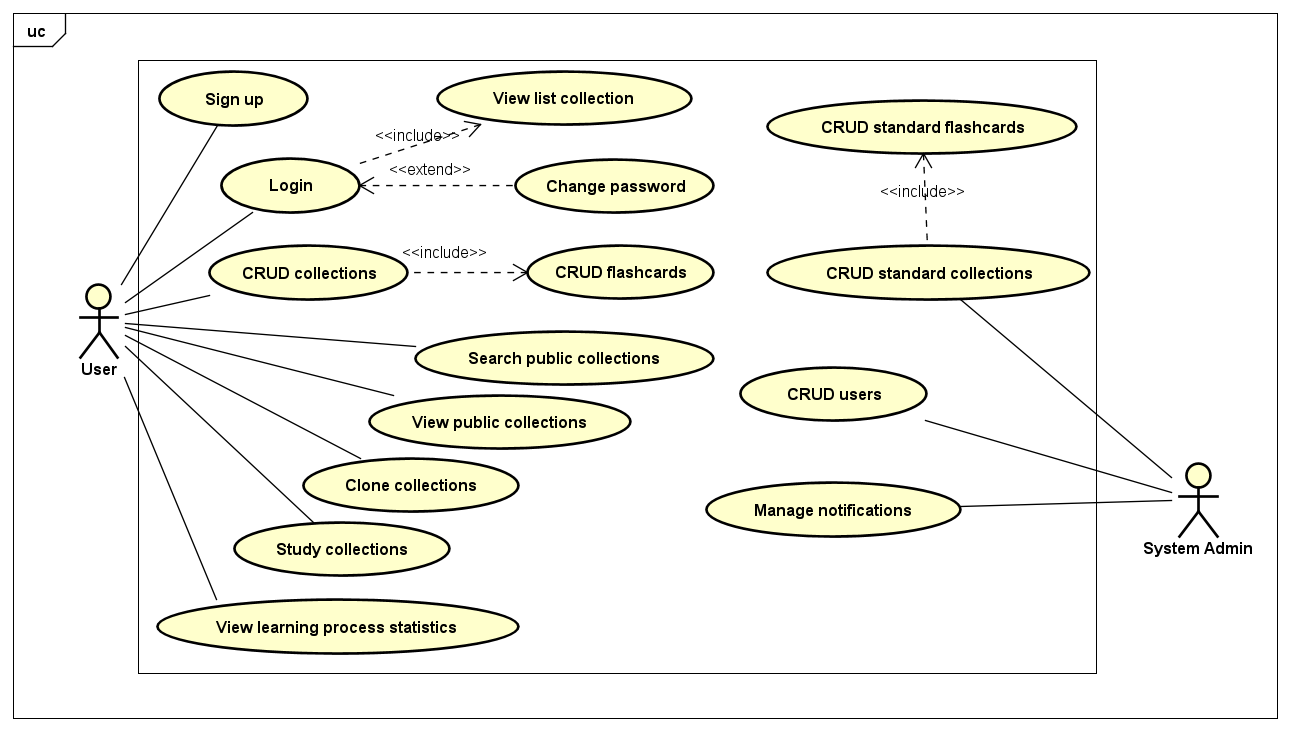 uc
Sign up
View list collection
CRUD standard flashcards
<<include>>
<<extend>>
Login
Change password
<<include>>
<<include>>
CRUD collections
CRUD flashcards
CRUD standard collections
User
Search public collections
CRUD users
View public collections
Clone collections
Manage notifications
Study collections
System Admin
View learning process statistics